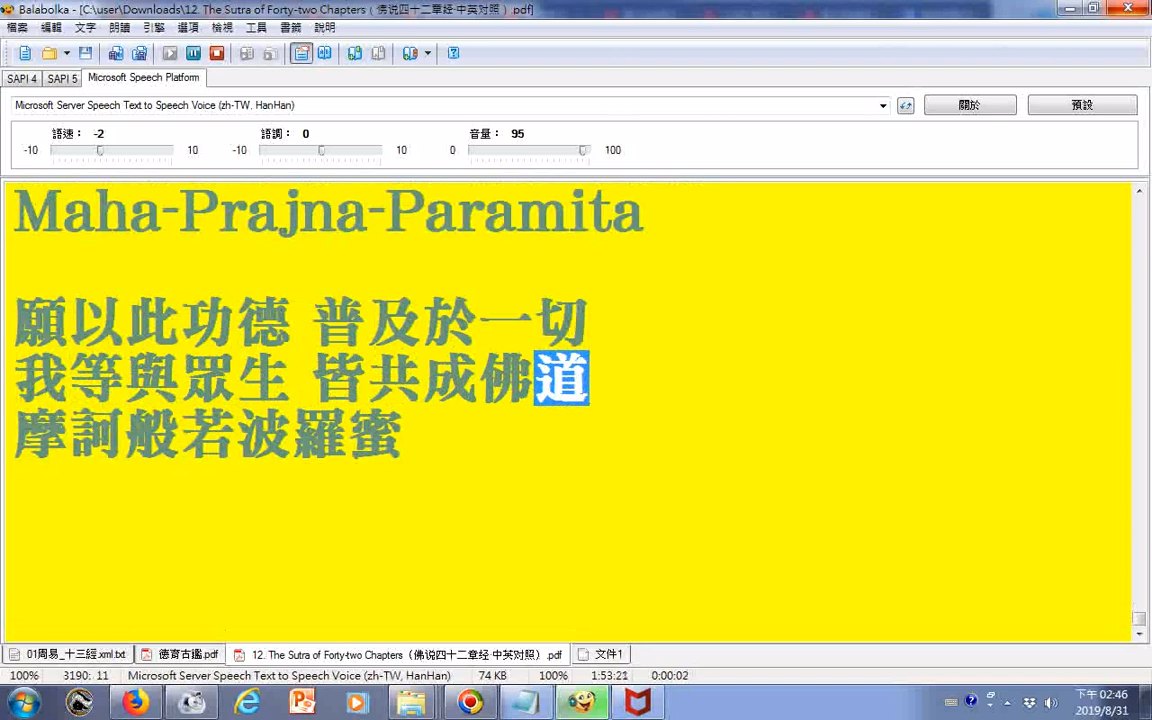 Balabolka - [C:\user\Downloads\12. The Sutra of Forty-two Chapters（佛说四十二章经·中英对照）.pdf]
檔案 編輯 文字 朗讀 引擎 選項 檢視 工具 書籤 說明
SAPI 4 SAPI 5 Microsoft Speech Platform
Microsoft Server Speech Text to Speech Voice (zh-TW, HanHan) 關於 預設
語速： -2 語調： 0 音量： 95
-10 10 -10 10 0 100
Maha-Prajna-Paramita
願以此功德 普及於一切
我等與眾生 皆共成佛道
摩訶般若波羅蜜
01周易_十三經.xml.txt 德育古鑑.pdf 12. The Sutra of Forty-two Chapters（佛说四十二章经·中英对照）.pdf 文件1
100% 3190: 11 Microsoft Server Speech Text to Speech Voice (zh-TW, HanHan) 100% 74 KB 1:53:21 0:00:02
下午 02:46
2019/8/31